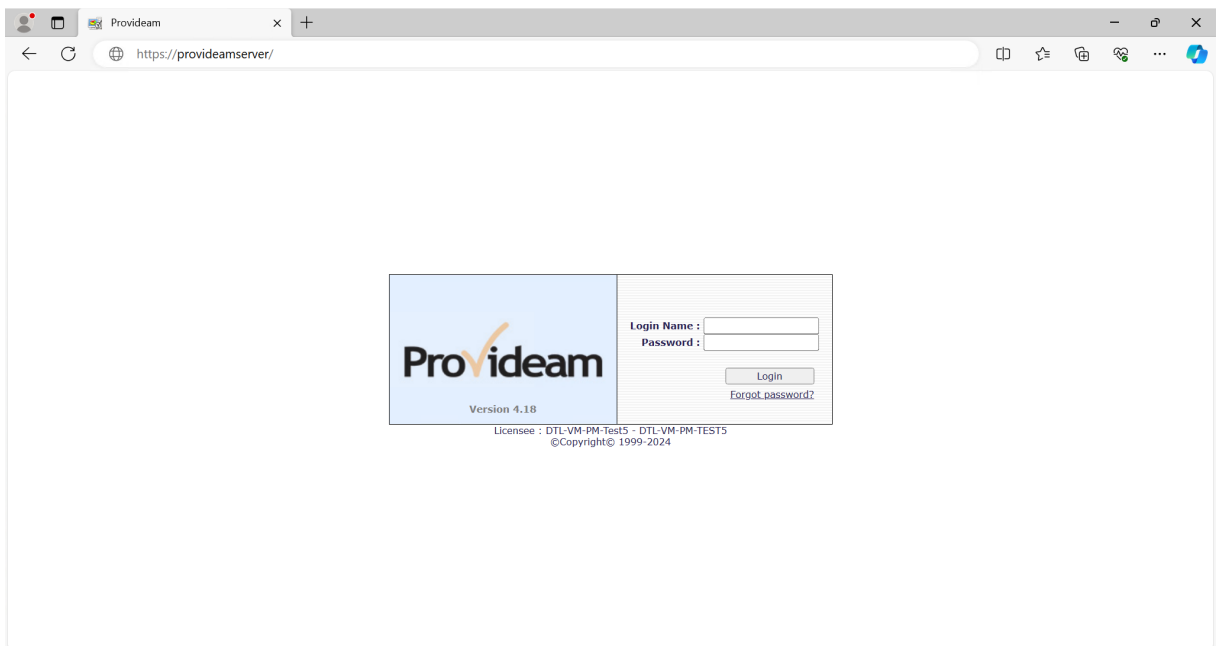 Provideam
https://provideamserver/
Login Name :
Password :
Provideam
Login
Forgot password?
Version 4.18
Licensee : DTL-VM-PM-Test5 - DTL-VM-PM-TEST5
©Copyright© 1999-2024